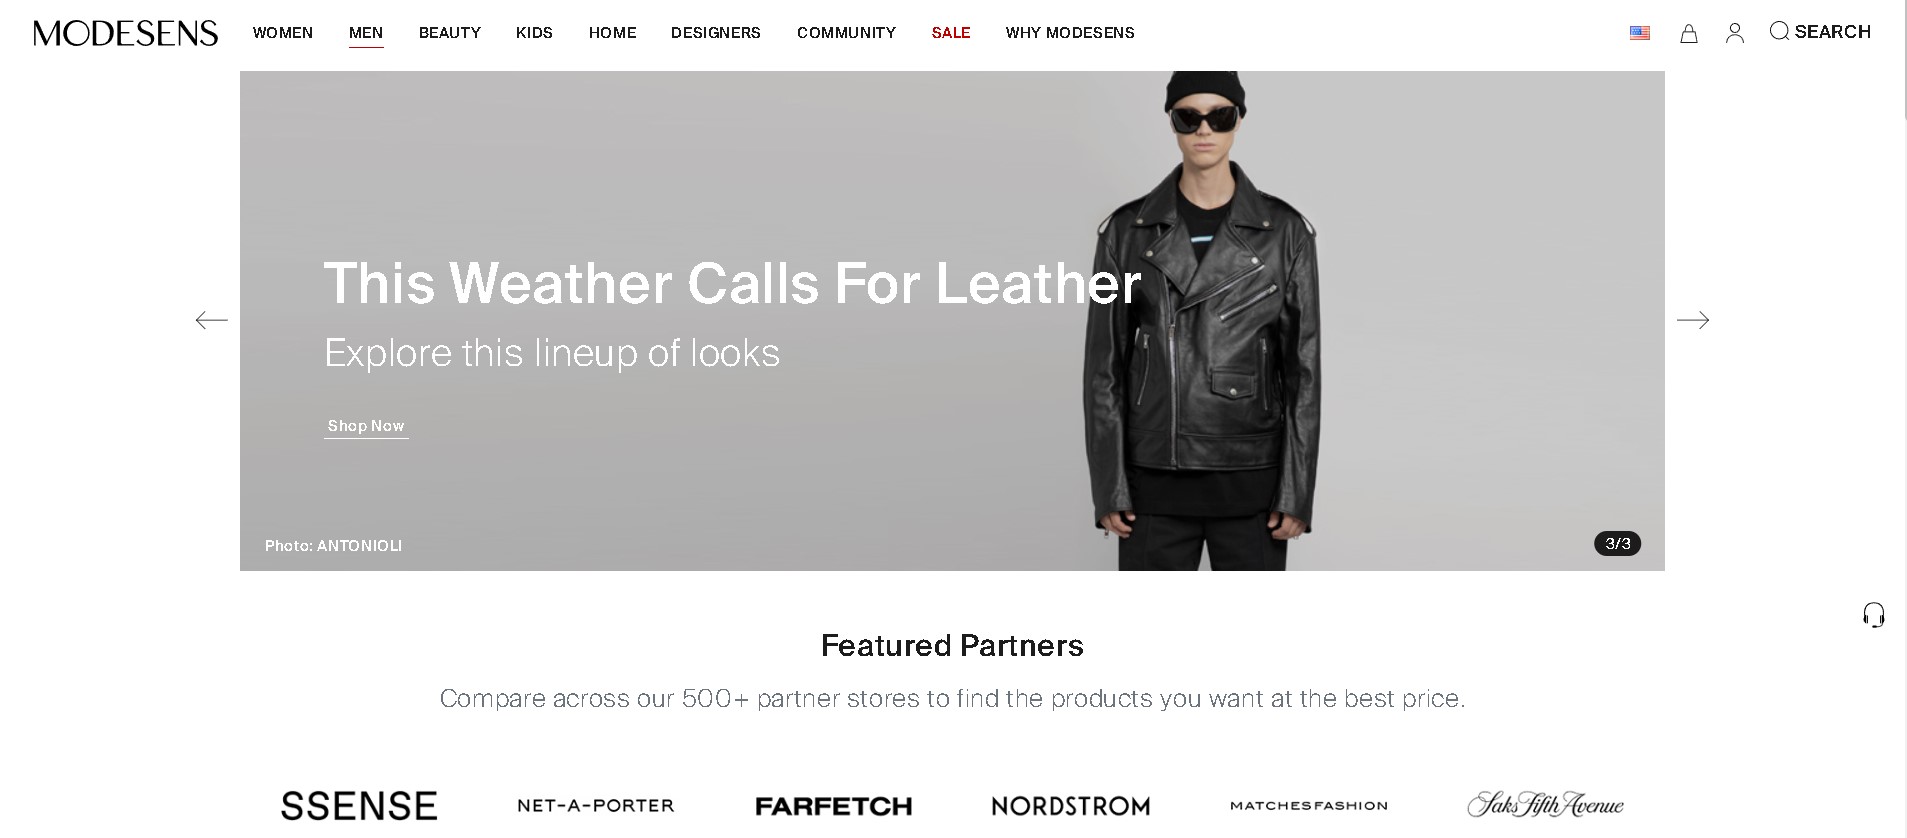 MODESENS
WOMEN
MEN
BEAUTY
KIDS
HOME
DESIGNERS
COMMUNITY
SALE
WHY MODESENS
SEARCH
This Weather Calls For Leather
Explore this lineup of looks
Shop Now
Photo: ANTONIOLI
3/3
Featured Partners
Compare across our 500+ partner stores to find the products you want at the best price.
SSENSE
NET-A-PORTER
FARFETCH
NORDSTROM
MATCHESFASHION
Saks Fifth Avenue